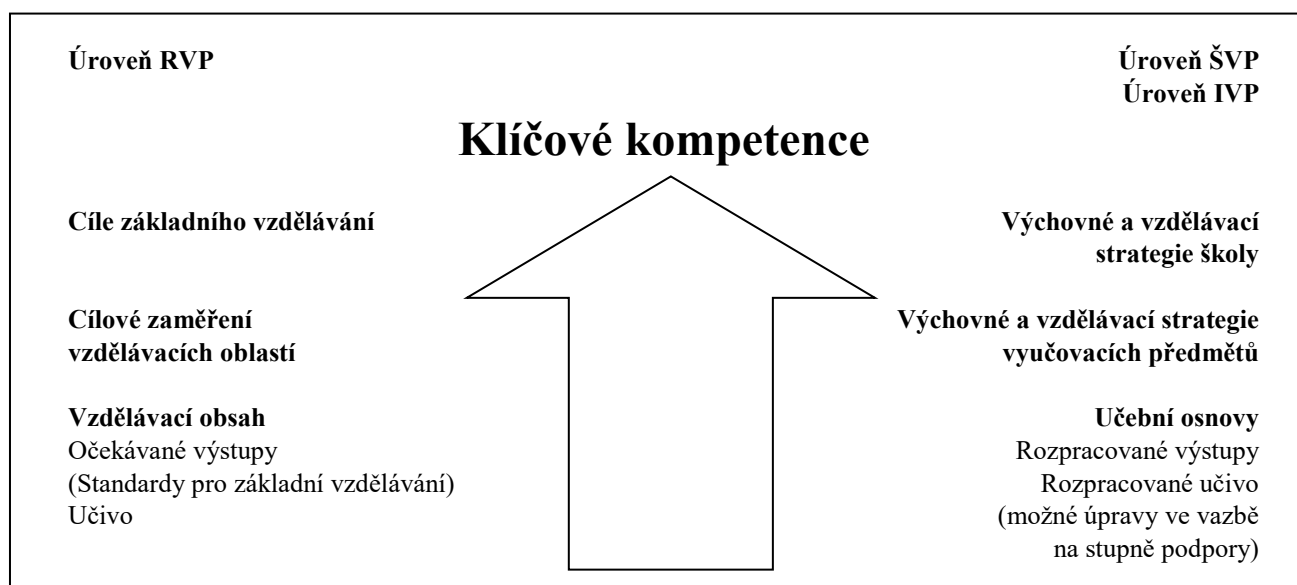 Úroveň RVP
Úroveň ŠVP
Úroveň IVP
Klíčové kompetence
Cíle základního vzdělávání
Výchovné a vzdělávací
strategie školy
Cílové zaměření
vzdělávacích oblastí
Výchovné a vzdělávací strategie
vyučovacích předmětů
Vzdělávací obsah
Očekávané výstupy
(Standardy pro základní vzdělávání)
Učivo
Učební osnovy
Rozpracované výstupy
Rozpracované učivo
(možné úpravy ve vazbě
na stupně podpory)